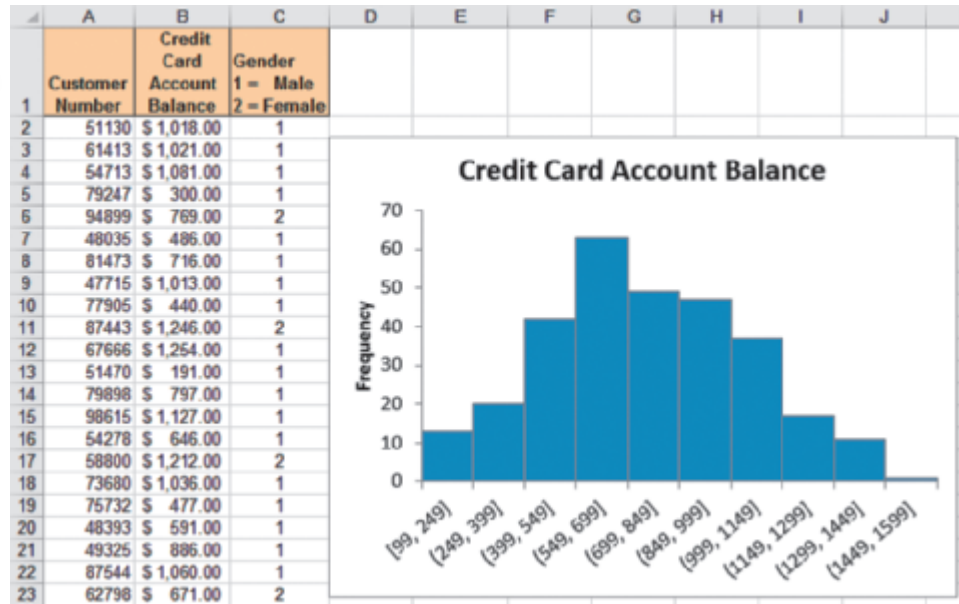 A B C D E F G H I J
1 Customer Number Credit Card Account Balance Gender 1 = Male 2 = Female
2 51130 $ 1,018.00 1
3 61413 $ 1,021.00 1
4 54713 $ 1,081.00 1
5 79247 $ 300.00 1
6 94899 $ 769.00 2
7 48035 $ 486.00 1
8 81473 $ 716.00 1
9 47715 $ 1,013.00 1
10 77905 $ 440.00 1
11 87443 $ 1,246.00 2
12 67666 $ 1,254.00 1
13 51470 $ 191.00 1
14 79898 $ 797.00 1
15 98615 $ 1,127.00 1
16 54278 $ 646.00 1
17 58800 $ 1,212.00 2
18 73680 $ 1,036.00 1
19 75732 $ 477.00 1
20 48393 $ 591.00 1
21 49325 $ 886.00 1
22 87544 $ 1,060.00 1
23 62798 $ 671.00 2
Credit Card Account Balance
Frequency
70
60
50
40
30
20
10
0
[99, 249] (249, 399] (399, 549] (549, 699] (699, 849] (849, 999] (999, 1149] (1149, 1299] (1299, 1449] (1449, 1599]